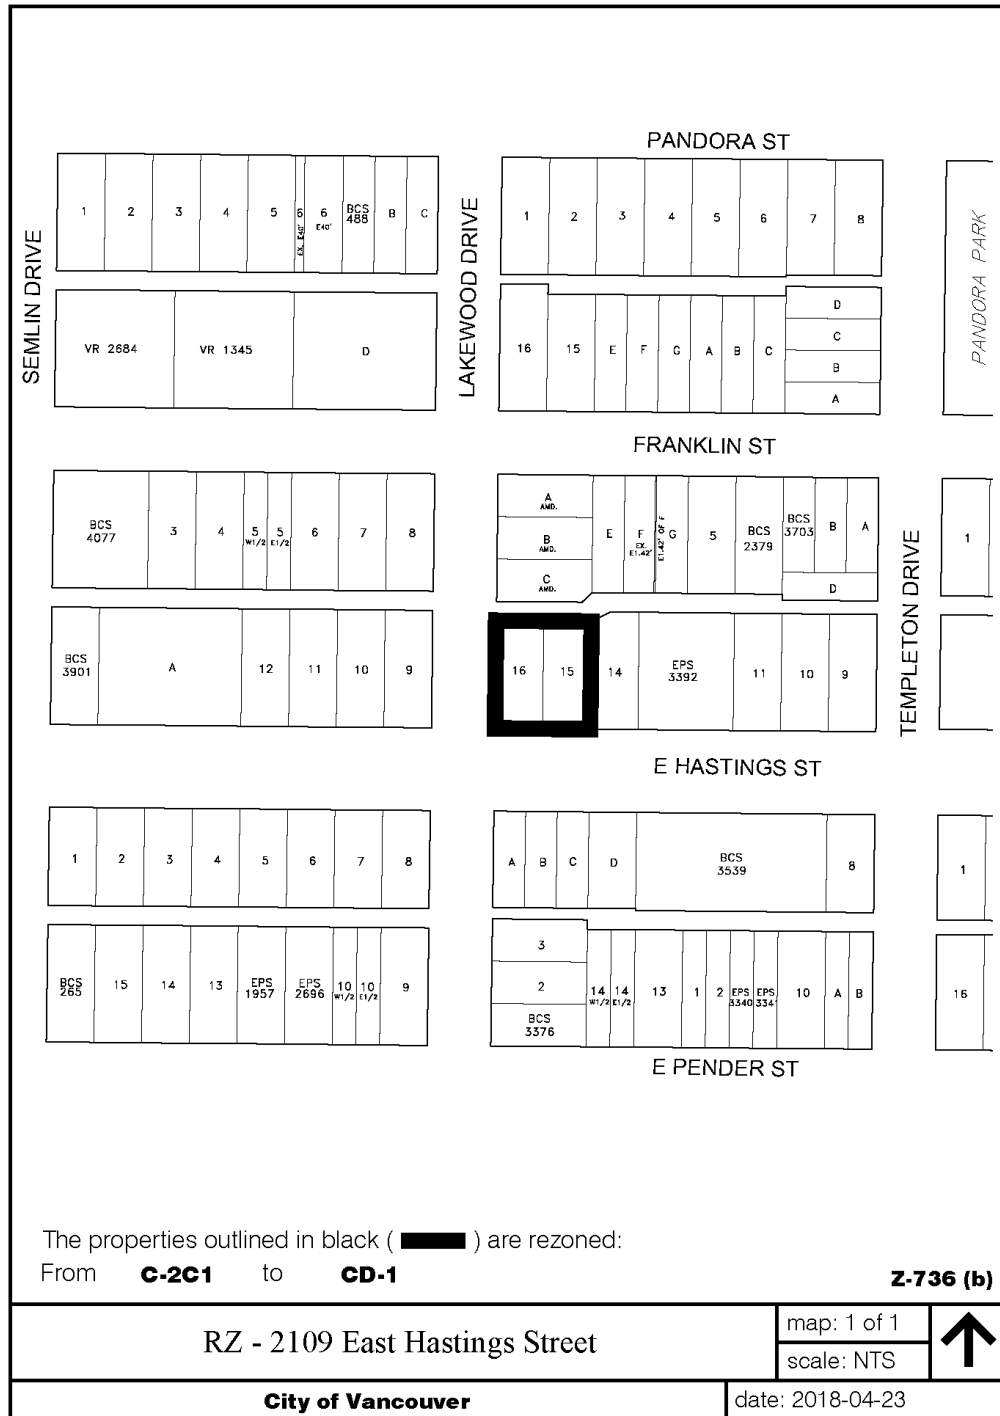 PANDORA ST
SEMLIN DRIVE
LAKEWOOD DRIVE
PANDORA PARK
1 2 3 4 5 6 EX. E40' 6 E40' BCS 488 B C
1 2 3 4 5 6 7 8
VR 2684 VR 1345 D
16 15 E F G A B C
D
C
B
A
FRANKLIN ST
TEMPLETON DRIVE
BCS 4077 3 4 5 W1/2 5 E1/2 6 7 8
A AMD.
B AMD.
C AMD.
E F EX. E1.42' E1.42' OF F G 5 BCS 2379 BCS 3703 B A
D
1
BCS 3901 A 12 11 10 9
16 15 14 EPS 3392 11 10 9
E HASTINGS ST
1 2 3 4 5 6 7 8
A B C D BCS 3539 8
1
BCS 265 15 14 13 EPS 1957 EPS 2696 10 W1/2 10 E1/2 9
3
2
BCS 3376
14 W1/2 14 E1/2 13 1 2 EPS 3340 EPS 334 10 A B
16
E PENDER ST
The properties outlined in black ( ) are rezoned:
From C-2C1 to CD-1
Z-736 (b)
RZ - 2109 East Hastings Street
map: 1 of 1
scale: NTS
City of Vancouver
date: 2018-04-23